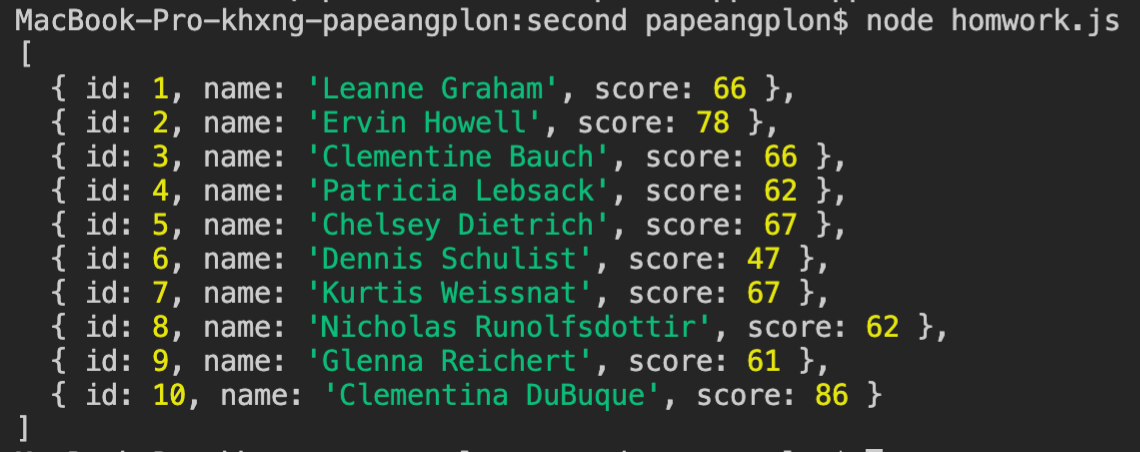 MacBook-Pro-khxng-papeangplon:second papeangplon$ node homwork.js
[
  { id: 1, name: 'Leanne Graham', score: 66 },
  { id: 2, name: 'Ervin Howell', score: 78 },
  { id: 3, name: 'Clementine Bauch', score: 66 },
  { id: 4, name: 'Patricia Lebsack', score: 62 },
  { id: 5, name: 'Chelsey Dietrich', score: 67 },
  { id: 6, name: 'Dennis Schulist', score: 47 },
  { id: 7, name: 'Kurtis Weissnat', score: 67 },
  { id: 8, name: 'Nicholas Runolfsdottir', score: 62 },
  { id: 9, name: 'Glenna Reichert', score: 61 },
  { id: 10, name: 'Clementina DuBuque', score: 86 }
]